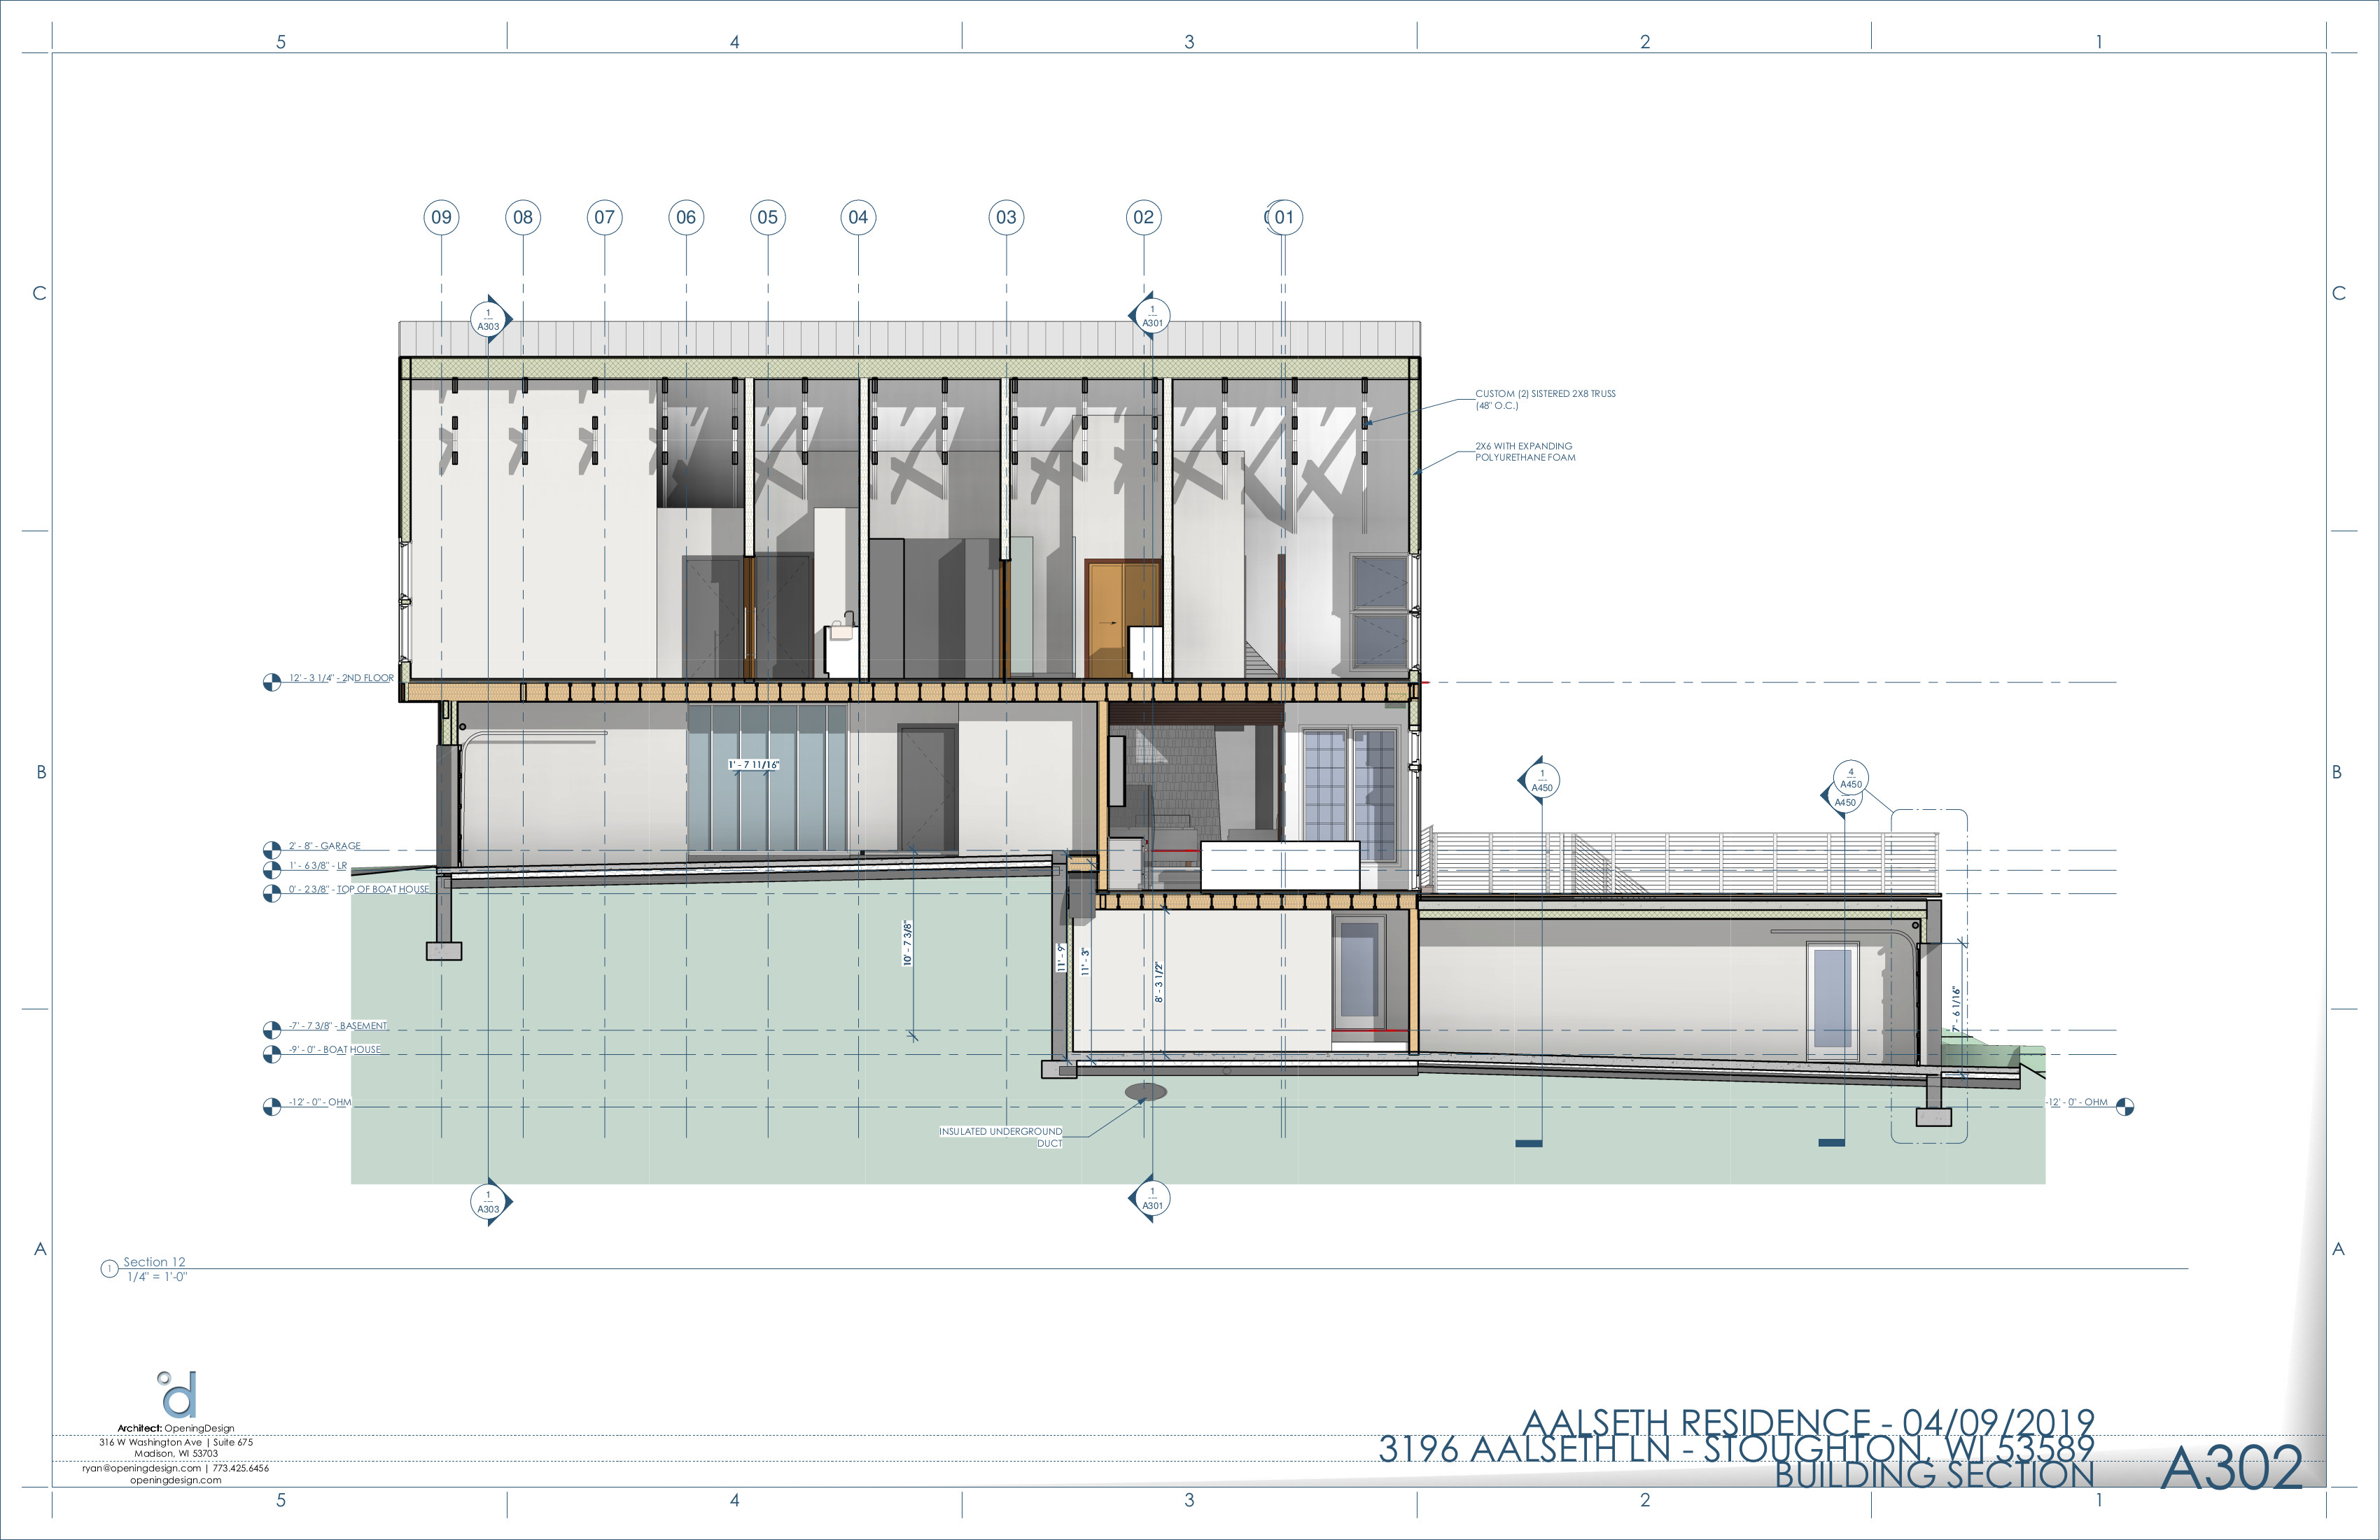 5 4 3 2 1
09 08 07 06 05 04 03 02 01
C C
1
A303
1
A301
CUSTOM (2) SISTERED 2X8 TRUSS
(48" O.C.)
2X6 WITH EXPANDING
POLYURETHANE FOAM
12' - 3 1/4" - 2ND FLOOR
1' - 7 11/16"
B B
1
A450
4
A450
A450
2' - 8" - GARAGE
1' - 6 3/8" - LR
0' - 2 3/8" - TOP OF BOAT HOUSE
10' - 7 3/8"
11' - 9"
11' - 3"
8' - 3 1/2"
7' - 6 1/16"
-7' - 7 3/8" - BASEMENT
-9' - 0" - BOAT HOUSE
-12' - 0" - OHM
-12' - 0" - OHM
INSULATED UNDERGROUND
DUCT
1
A303
1
A301
A A
1 Section 12
1/4" = 1'-0"
d
Architect: OpeningDesign
316 W Washington Ave | Suite 675
Madison, WI 53703
ryan@openingdesign.com | 773.425.6456
openingdesign.com
AALSETH RESIDENCE - 04/09/2019
3196 AALSETH LN - STOUGHTON, WI 53589
BUILDING SECTION
A302
5 4 3 2 1